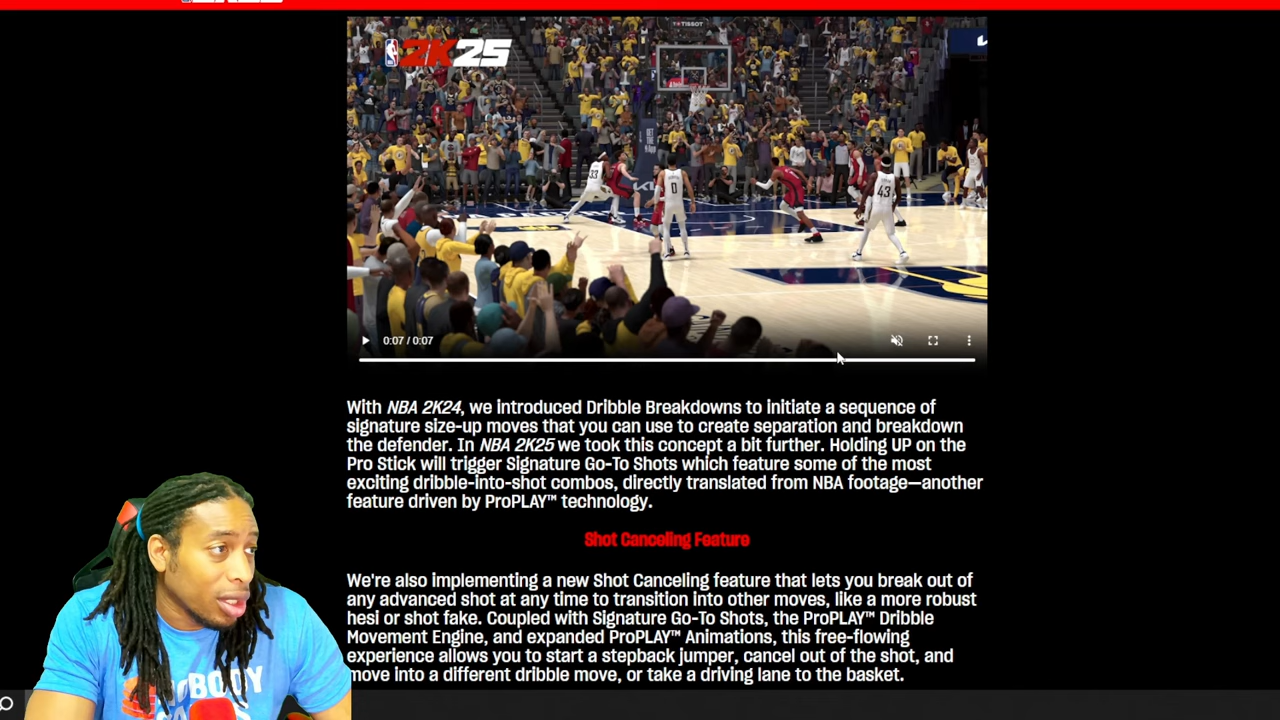 2K25
TISSOT
33
0
43
0:07 / 0:07
With NBA 2K24, we introduced Dribble Breakdowns to initiate a sequence of
signature size-up moves that you can use to create separation and breakdown
the defender. In NBA 2K25 we took this concept a bit further. Holding UP on the
Pro Stick will trigger Signature Go-To Shots which feature some of the most
exciting dribble-into-shot combos, directly translated from NBA footage—another
feature driven by ProPLAY™ technology.
Shot Canceling Feature
We're also implementing a new Shot Canceling feature that lets you break out of
any advanced shot at any time to transition into other moves, like a more robust
hesi or shot fake. Coupled with Signature Go-To Shots, the ProPLAY™ Dribble
Movement Engine, and expanded ProPLAY™ Animations, this free-flowing
experience allows you to start a stepback jumper, cancel out of the shot, and
move into a different dribble move, or take a driving lane to the basket.
NOBODY